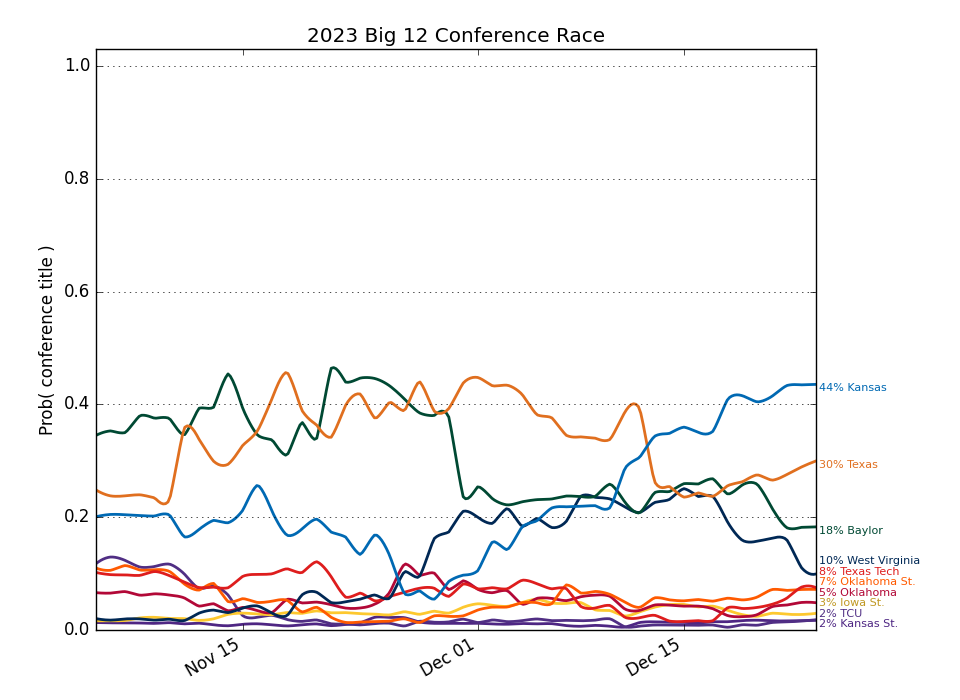 2023 Big 12 Conference Race
Prob( conference title )
1.0
0.8
0.6
0.4
0.2
0.0
Nov 15
Dec 01
Dec 15
44% Kansas
30% Texas
18% Baylor
10% West Virginia
8% Texas Tech
7% Oklahoma St.
5% Oklahoma
3% Iowa St.
2% TCU
2% Kansas St.